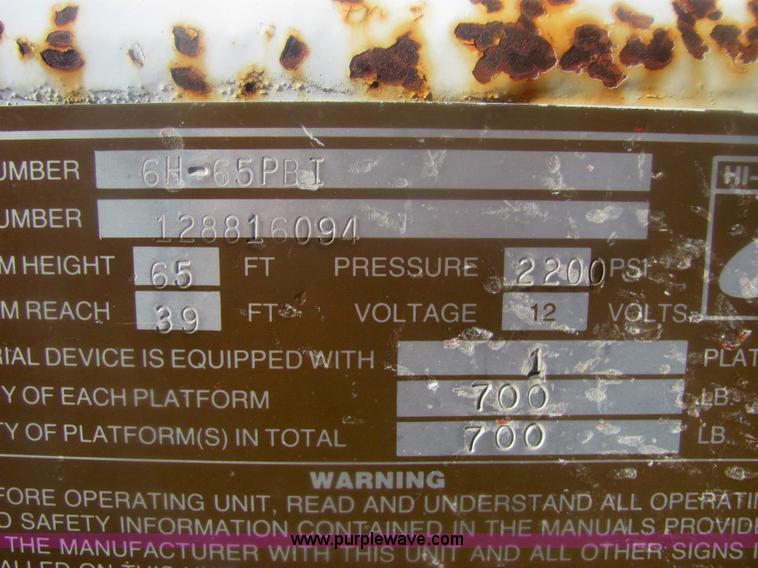 UMBER 6H-65PBI
UMBER 128816094
HI-
M HEIGHT 65 FT PRESSURE 2200 PSI
M REACH 39 FT VOLTAGE 12 VOLTS
RIAL DEVICE IS EQUIPPED WITH 1 PLAT
Y OF EACH PLATFORM 700 LB
TY OF PLATFORM(S) IN TOTAL 700 LB
WARNING
FORE OPERATING UNIT, READ AND UNDERSTAND ALL OPERATIN
D SAFETY INFORMATION CONTAINED IN THE MANUALS PROVIDE
THE MANUFACTURER WITH THIS UNIT AND ALL OTHER SIGNS I
www.purplewave.com